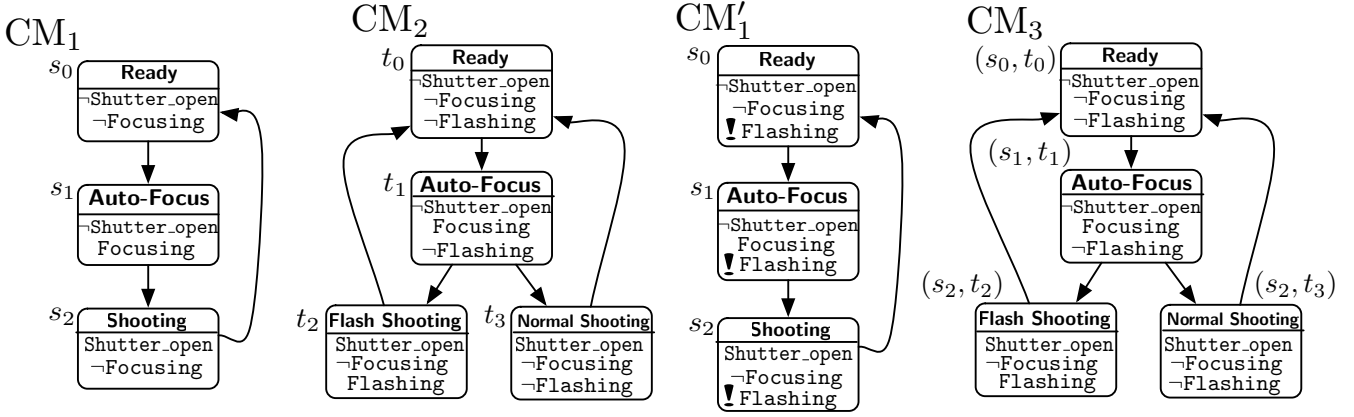 CM₁
s₀
Ready
¬Shutter_open
¬Focusing
s₁
Auto-Focus
¬Shutter_open
Focusing
s₂
Shooting
Shutter_open
¬Focusing
CM₂
t₀
Ready
¬Shutter_open
¬Focusing
¬Flashing
t₁
Auto-Focus
¬Shutter_open
Focusing
¬Flashing
t₂
Flash Shooting
Shutter_open
¬Focusing
Flashing
t₃
Normal Shooting
Shutter_open
¬Focusing
¬Flashing
CM′₁
s₀
Ready
¬Shutter_open
¬Focusing
! Flashing
s₁
Auto-Focus
¬Shutter_open
Focusing
! Flashing
s₂
Shooting
Shutter_open
¬Focusing
! Flashing
CM₃
(s₀, t₀)
Ready
¬Shutter_open
¬Focusing
¬Flashing
(s₁, t₁)
Auto-Focus
¬Shutter_open
Focusing
¬Flashing
(s₂, t₂)
Flash Shooting
Shutter_open
¬Focusing
Flashing
(s₂, t₃)
Normal Shooting
Shutter_open
¬Focusing
¬Flashing